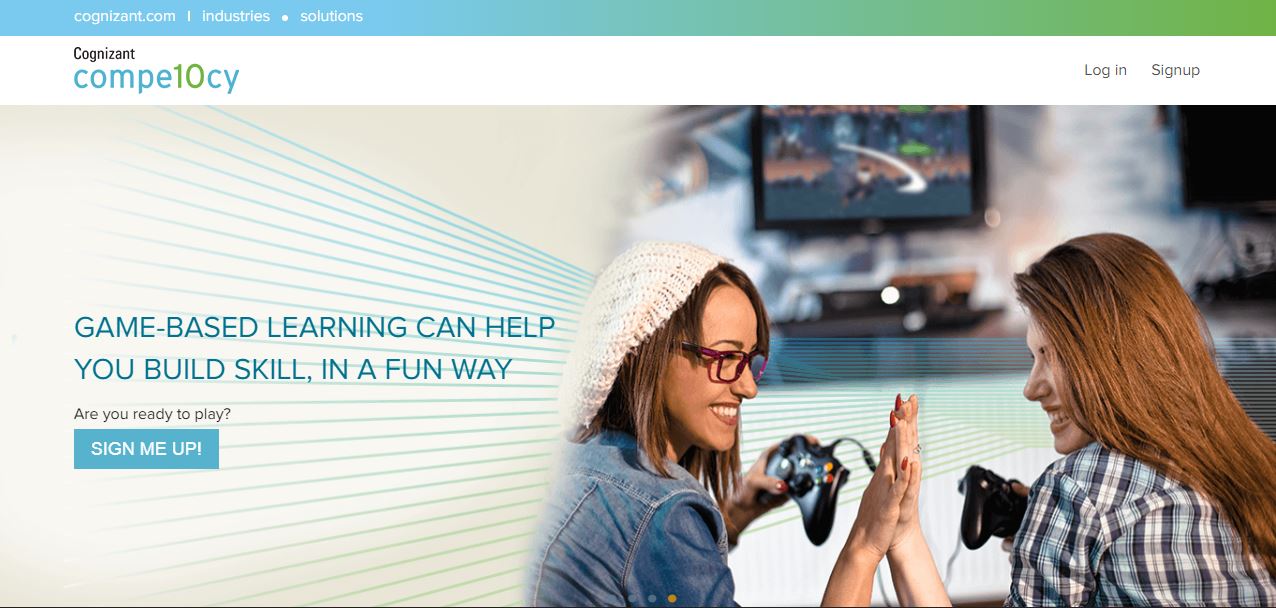 cognizant.com | industries • solutions
Cognizant
compe10cy
Log in Signup
GAME-BASED LEARNING CAN HELP
YOU BUILD SKILL, IN A FUN WAY
Are you ready to play?
SIGN ME UP!